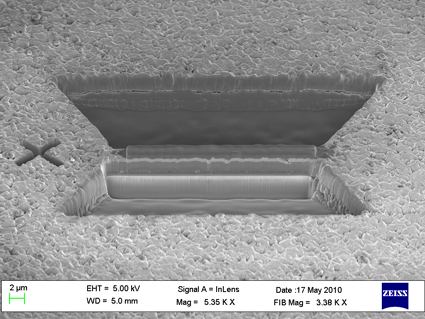 2 µm
EHT = 5.00 kV
Signal A = InLens
Date :17 May 2010
ZEISS
WD = 5.0 mm
Mag = 5.35 K X
FIB Mag = 3.38 K X